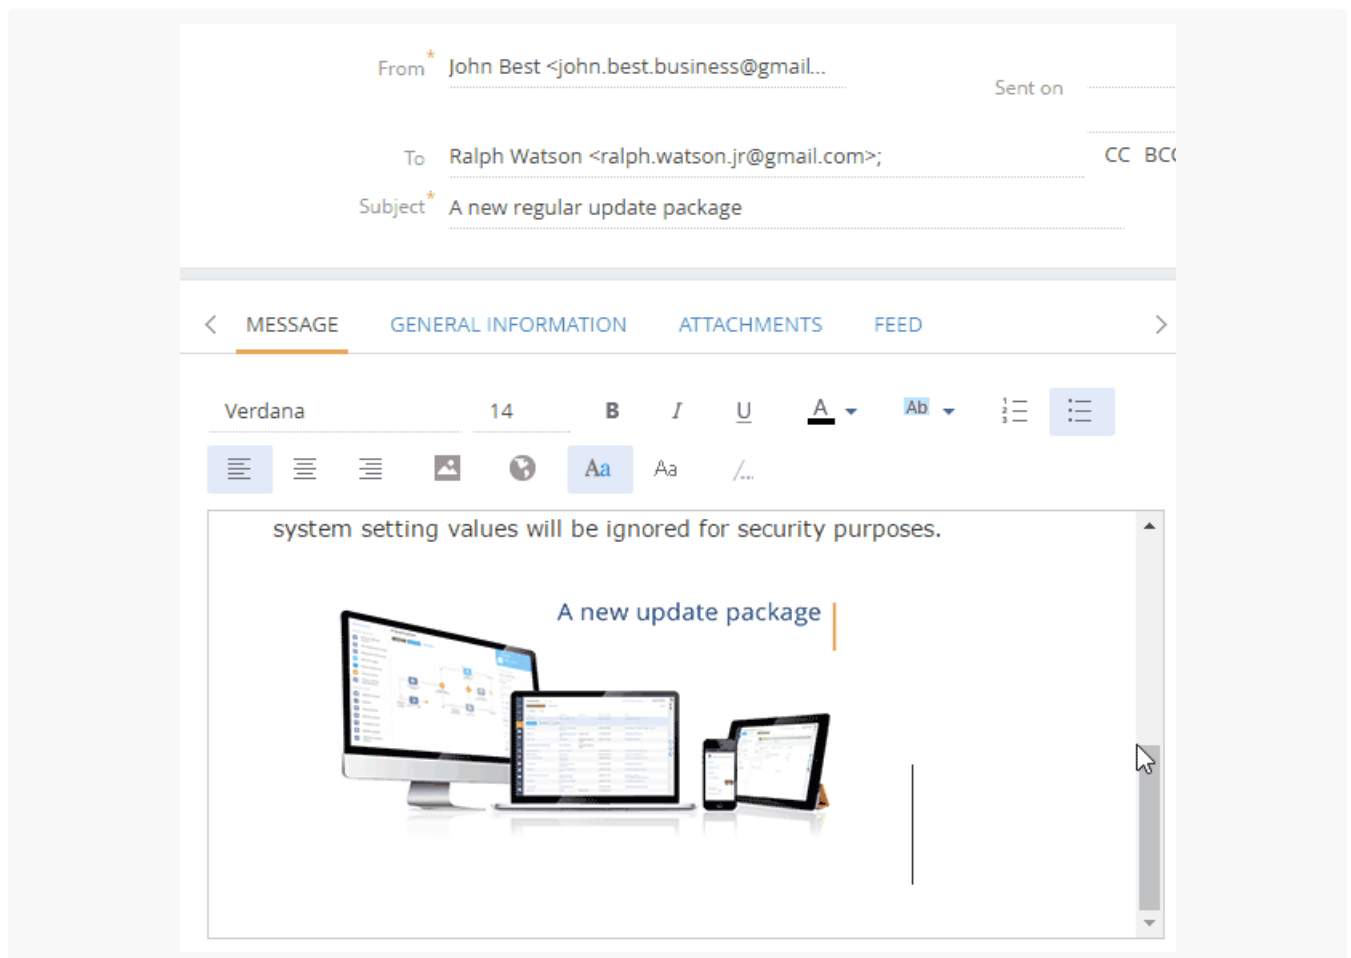 From* John Best <john.best.business@gmail...
Sent on
To Ralph Watson <ralph.watson.jr@gmail.com>; CC BCC
Subject* A new regular update package
MESSAGE GENERAL INFORMATION ATTACHMENTS FEED
Verdana 14 B I U A Ab
Aa Aa /...
system setting values will be ignored for security purposes.
A new update package